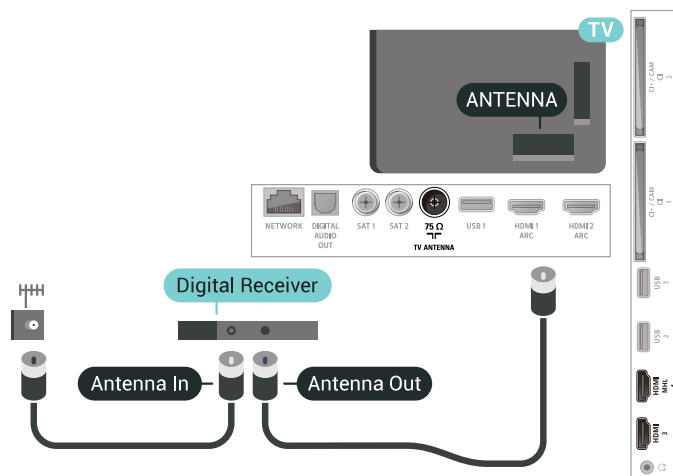 TV
ANTENNA
NETWORK
DIGITAL
AUDIO
OUT
SAT 1
SAT 2
75 Ω
TV ANTENNA
USB 1
HDMI 1
ARC
HDMI 2
ARC
Digital Receiver
Antenna In
Antenna Out
CI+ / CAM
CI
2
CI+ / CAM
CI
1
USB
3
USB
2
HDMI
MHL
HDMI
3